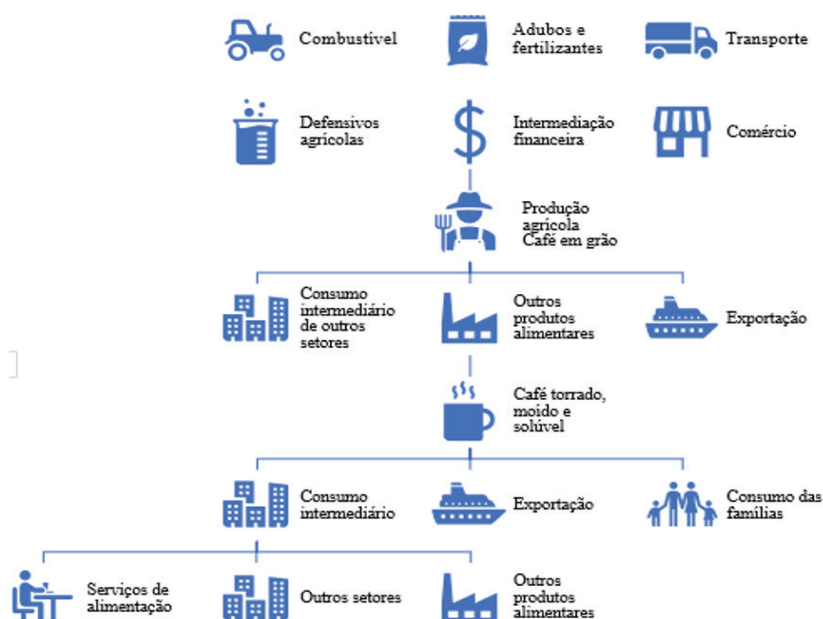 Combustível
Adubos e
fertilizantes
Transporte
Defensivos
agrícolas
Intermediação
financeira
Comércio
Produção
agrícola
Café em grão
Consumo
intermediário
de outros
setores
Outros
produtos
alimentares
Exportação
Café torrado,
moído e
solúvel
Consumo
intermediário
Exportação
Consumo das
famílias
Serviços de
alimentação
Outros setores
Outros
produtos
alimentares